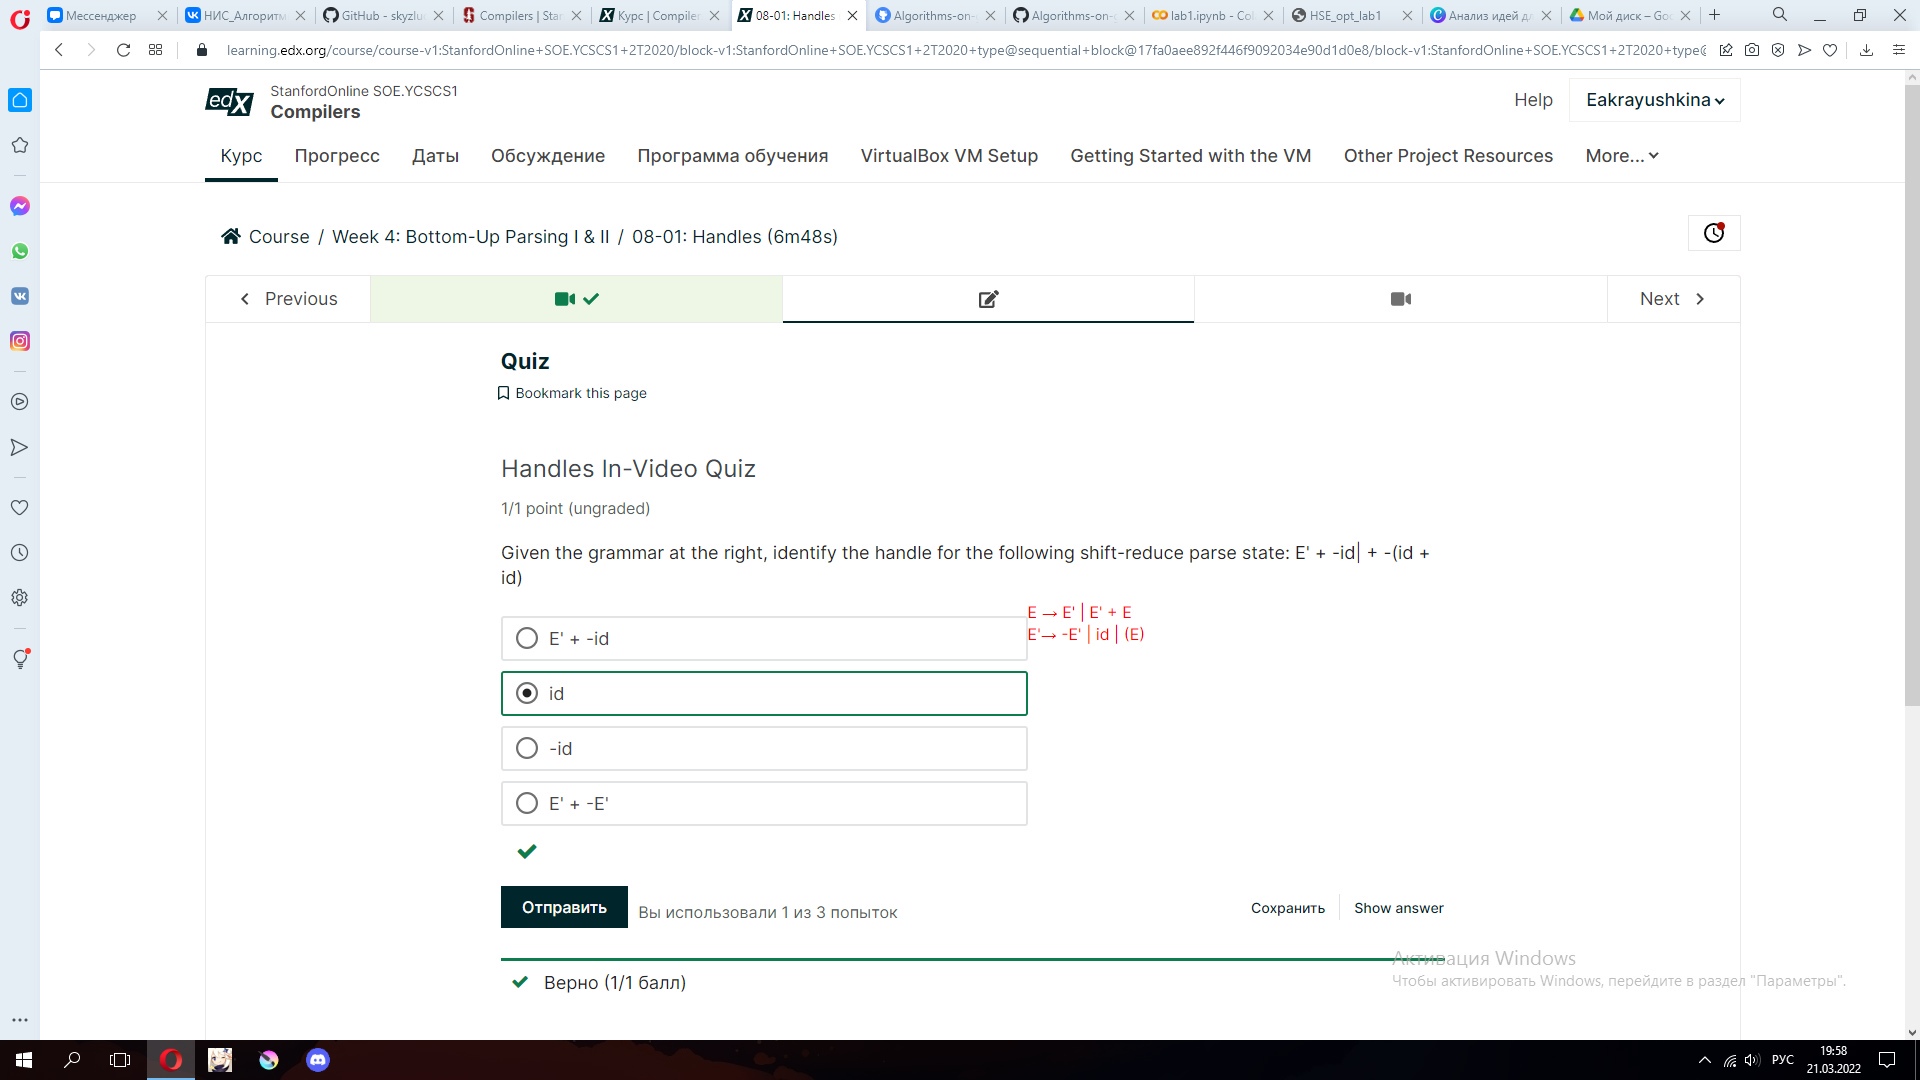 Мессенджер
НИС_Алгоритм
GitHub - skyzlu
Compilers | Star
Курс | Compiler
08-01: Handles
Algorithms-on-
Algorithms-on-
lab1.ipynb - Col
HSE_opt_lab1
Анализ идей дл
Мой диск – Goo
learning.edx.org/course/course-v1:StanfordOnline+SOE.YCSCS1+2T2020/block-v1:StanfordOnline+SOE.YCSCS1+2T2020+type@sequential+block@17fa0aee892f446f9092034e90d1d0e8/block-v1:StanfordOnline+SOE.YCSCS1+2T2020+type@
edX
StanfordOnline SOE.YCSCS1
Compilers
Help
Eakrayushkina
Курс
Прогресс
Даты
Обсуждение
Программа обучения
VirtualBox VM Setup
Getting Started with the VM
Other Project Resources
More...
Course / Week 4: Bottom-Up Parsing I & II / 08-01: Handles (6m48s)
Previous
Next
Quiz
Bookmark this page
Handles In-Video Quiz
1/1 point (ungraded)
Given the grammar at the right, identify the handle for the following shift-reduce parse state: E' + -id| + -(id +
id)
E → E' | E' + E
E'→ -E' | id | (E)
E' + -id
id
-id
E' + -E'
Отправить
Вы использовали 1 из 3 попыток
Сохранить
Show answer
Верно (1/1 балл)
Активация Windows
Чтобы активировать Windows, перейдите в раздел "Параметры".
РУС
19:58
21.03.2022